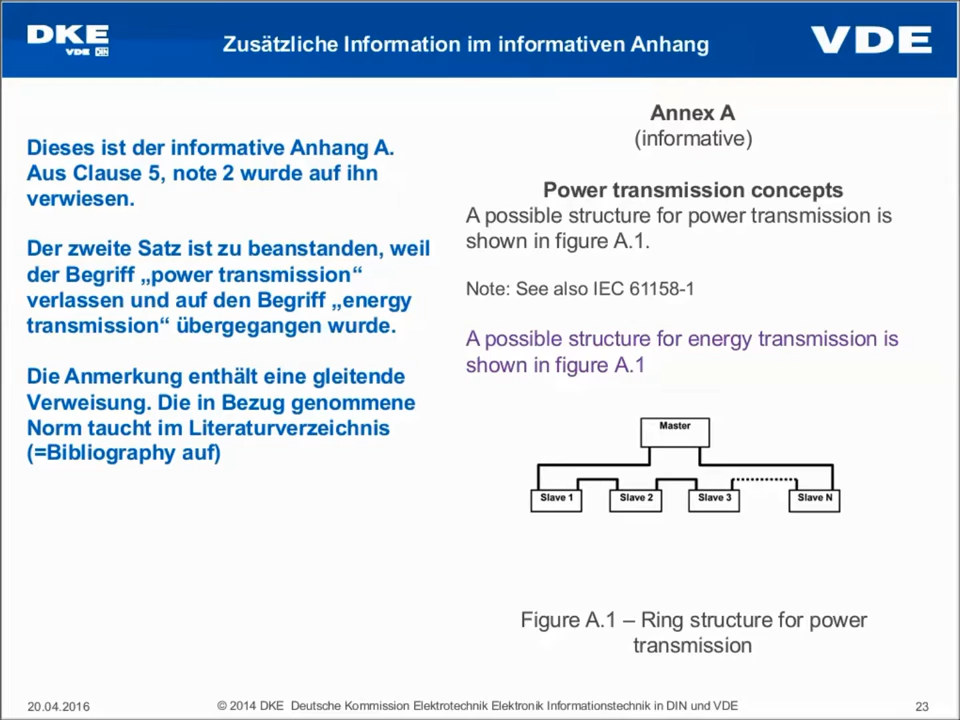 DKE
VDE DIN
Zusätzliche Information im informativen Anhang
VDE
Dieses ist der informative Anhang A.
Aus Clause 5, note 2 wurde auf ihn
verwiesen.
Der zweite Satz ist zu beanstanden, weil
der Begriff „power transmission“
verlassen und auf den Begriff „energy
transmission“ übergegangen wurde.
Die Anmerkung enthält eine gleitende
Verweisung. Die in Bezug genommene
Norm taucht im Literaturverzeichnis
(=Bibliography auf)
Annex A
(informative)
Power transmission concepts
A possible structure for power transmission is
shown in figure A.1.
Note: See also IEC 61158-1
A possible structure for energy transmission is
shown in figure A.1
Master
Slave 1
Slave 2
Slave 3
Slave N
Figure A.1 – Ring structure for power
transmission
20.04.2016
© 2014 DKE Deutsche Kommission Elektrotechnik Elektronik Informationstechnik in DIN und VDE
23